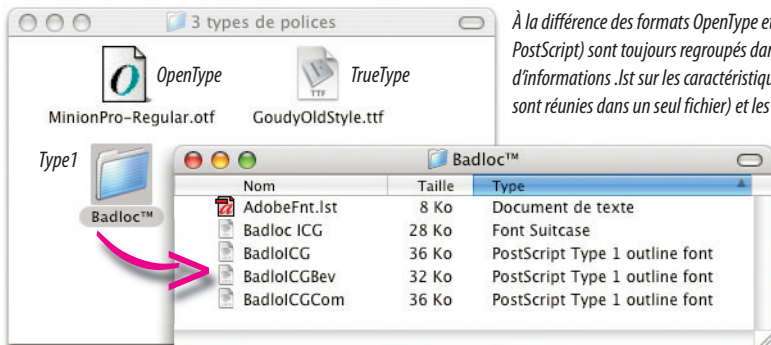 3 types de polices
OpenType
TrueType
TTF
MinionPro-Regular.otf
GoudyOldStyle.ttf
Type1
Badloc™
Badloc™
Nom Taille Type
AdobeFnt.lst 8 Ko Document de texte
Badloc ICG 28 Ko Font Suitcase
BadloICG 36 Ko PostScript Type 1 outline font
BadloICGBev 32 Ko PostScript Type 1 outline font
BadloICGCom 36 Ko PostScript Type 1 outline font
À la différence des formats OpenType et
PostScript) sont toujours regroupés dan
d’informations .lst sur les caractéristiqu
sont réunies dans un seul fichier) et les